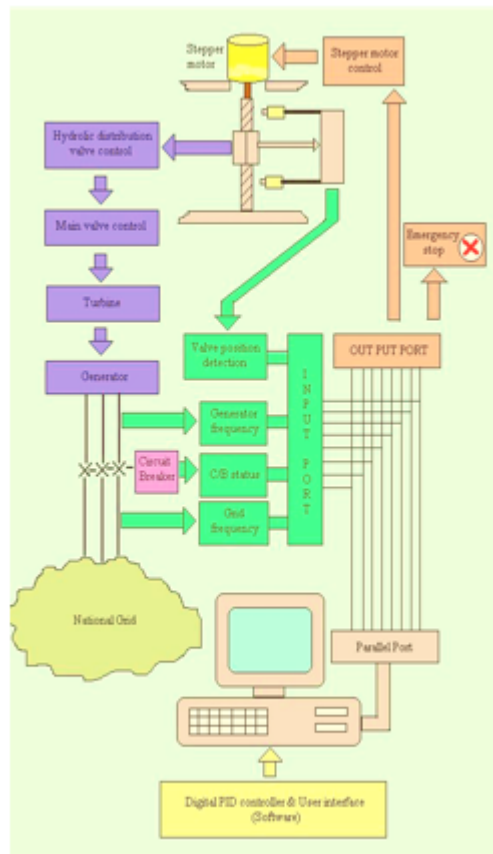 Stepper
motor
Stepper motor
control
Hydrolic distribution
valve control
Main valve control
Emergency
stop
Turbine
Valve position
detection
OUT PUT PORT
Generator
INPUT PORT
Generator
frequency
Circuit
Breaker
C/B status
Grid
frequency
National Grid
Parallel Port
Digital PID controller & User interface
(Software)